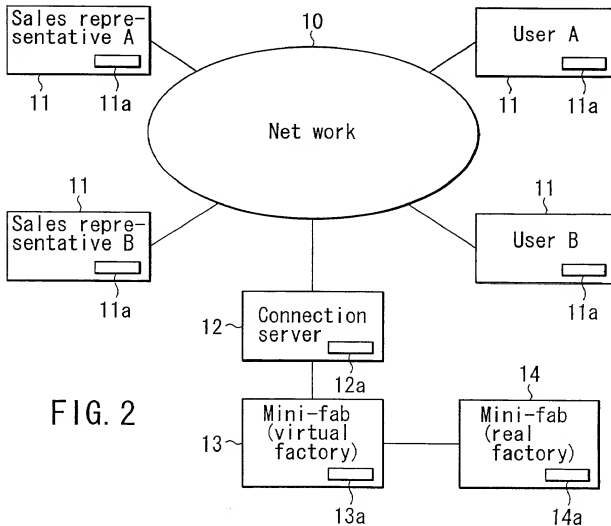 Sales repre-
sentative A
11a
11
10
Net work
User A
11
11a
11
Sales repre-
sentative B
11a
11
User B
11a
12
Connection
server
12a
FIG. 2
13
Mini-fab
(virtual
factory)
13a
14
Mini-fab
(real
factory)
14a